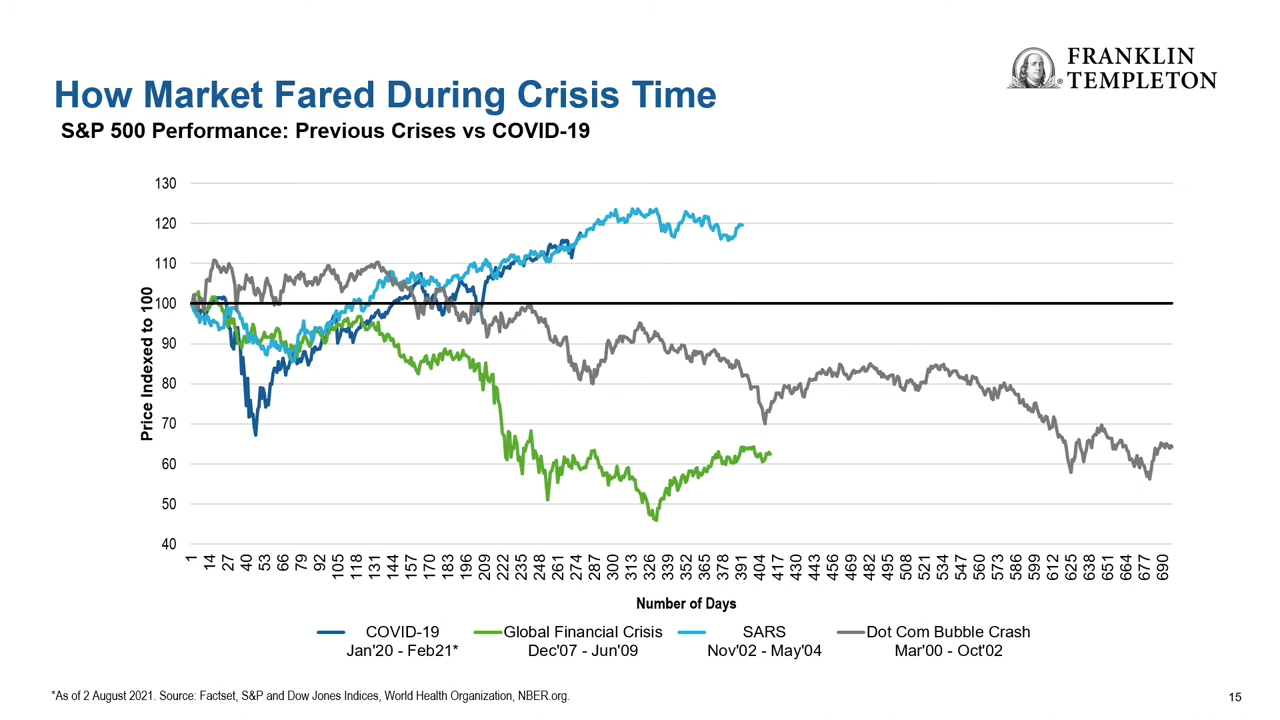 FRANKLIN
TEMPLETON
How Market Fared During Crisis Time
S&P 500 Performance: Previous Crises vs COVID-19
Price Indexed to 100
130
120
110
100
90
80
70
60
50
40
1 14 27 40 53 66 79 92 105 118 131 144 157 170 183 196 209 222 235 248 261 274 287 300 313 326 339 352 365 378 391 404 417 430 443 456 469 482 495 508 521 534 547 560 573 586 599 612 625 638 651 664 677 690
Number of Days
COVID-19 Global Financial Crisis SARS Dot Com Bubble Crash
Jan'20 - Feb21* Dec'07 - Jun'09 Nov'02 - May'04 Mar'00 - Oct'02
*As of 2 August 2021. Source: Factset, S&P and Dow Jones Indices, World Health Organization, NBER.org.
15